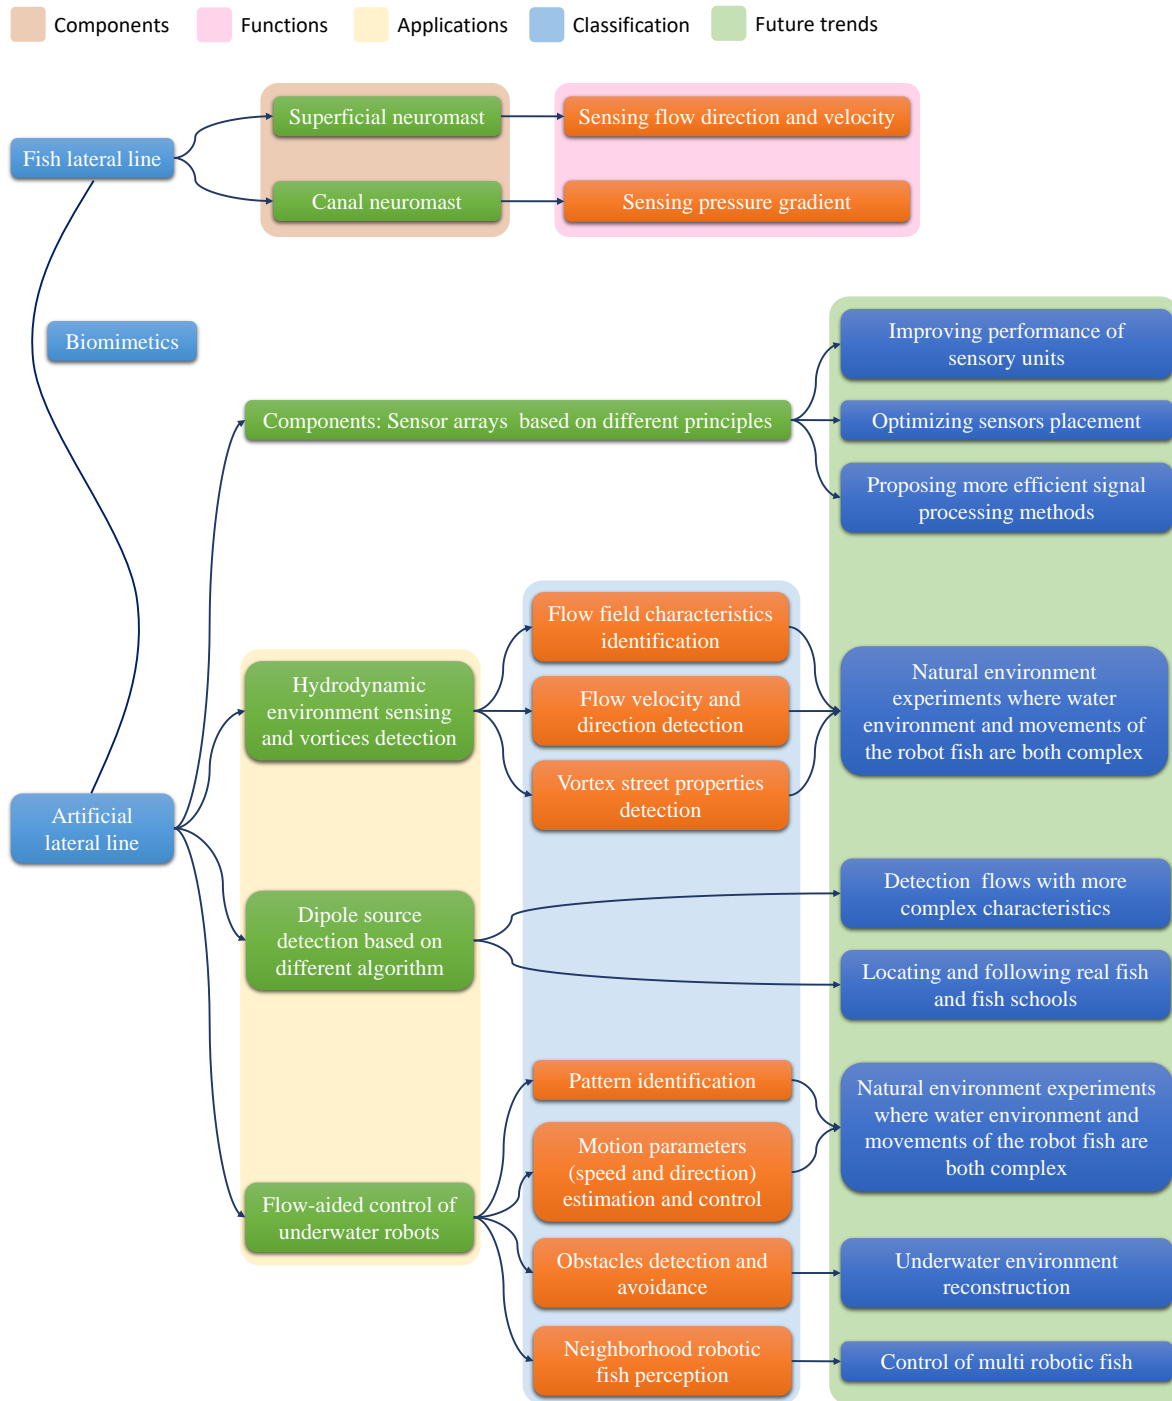 Components
Functions
Applications
Classification
Future trends
Superficial neuromast
Sensing flow direction and velocity
Fish lateral line
Canal neuromast
Sensing pressure gradient
Biomimetics
Improving performance of
sensory units
Components: Sensor arrays based on different principles
Optimizing sensors placement
Proposing more efficient signal
processing methods
Artificial
lateral line
Hydrodynamic
environment sensing
and vortices detection
Flow field characteristics
identification
Flow velocity and
direction detection
Vortex street properties
detection
Natural environment
experiments where water
environment and movements of
the robot fish are both complex
Dipole source
detection based on
different algorithm
Detection flows with more
complex characteristics
Locating and following real fish
and fish schools
Flow-aided control of
underwater robots
Pattern identification
Motion parameters
(speed and direction)
estimation and control
Natural environment experiments
where water environment and
movements of the robot fish are
both complex
Obstacles detection and
avoidance
Underwater environment
reconstruction
Neighborhood robotic
fish perception
Control of multi robotic fish